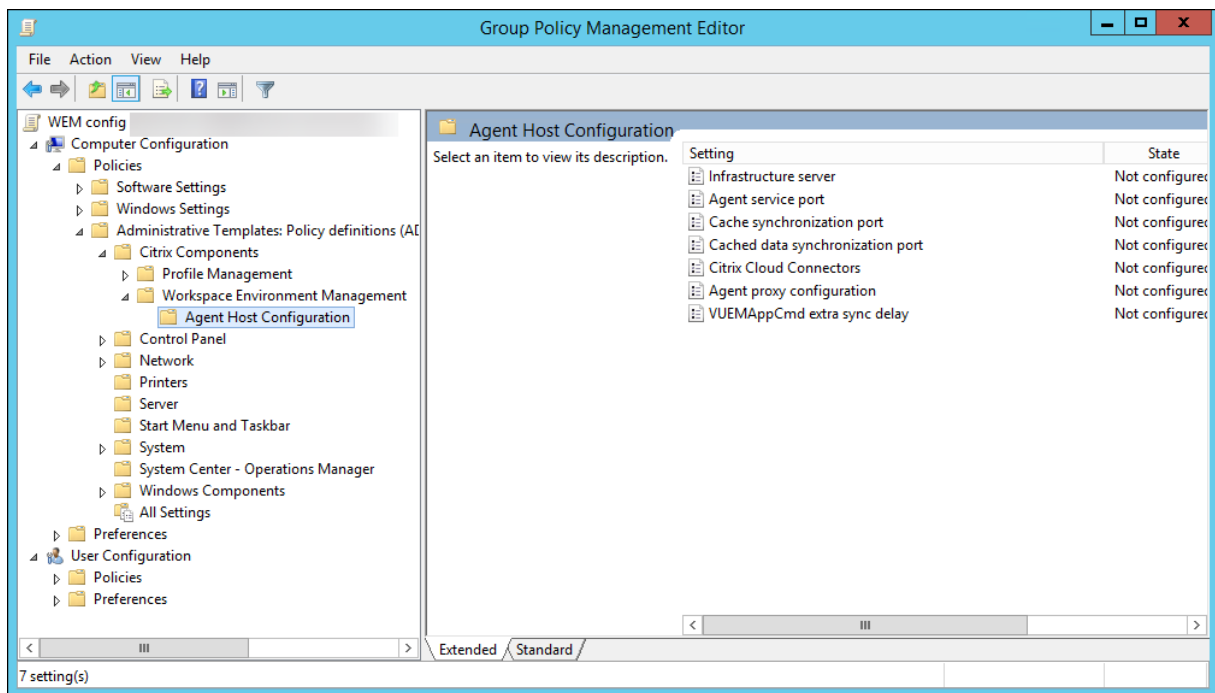 Group Policy Management Editor
File Action View Help
WEM config
Computer Configuration
Policies
Software Settings
Windows Settings
Administrative Templates: Policy definitions (AD
Citrix Components
Profile Management
Workspace Environment Management
Agent Host Configuration
Control Panel
Network
Printers
Server
Start Menu and Taskbar
System
System Center - Operations Manager
Windows Components
All Settings
Preferences
User Configuration
Policies
Preferences
Agent Host Configuration
Select an item to view its description.
Setting State
Infrastructure server Not configured
Agent service port Not configured
Cache synchronization port Not configured
Cached data synchronization port Not configured
Citrix Cloud Connectors Not configured
Agent proxy configuration Not configured
VUEMAppCmd extra sync delay Not configured
Extended Standard
7 setting(s)